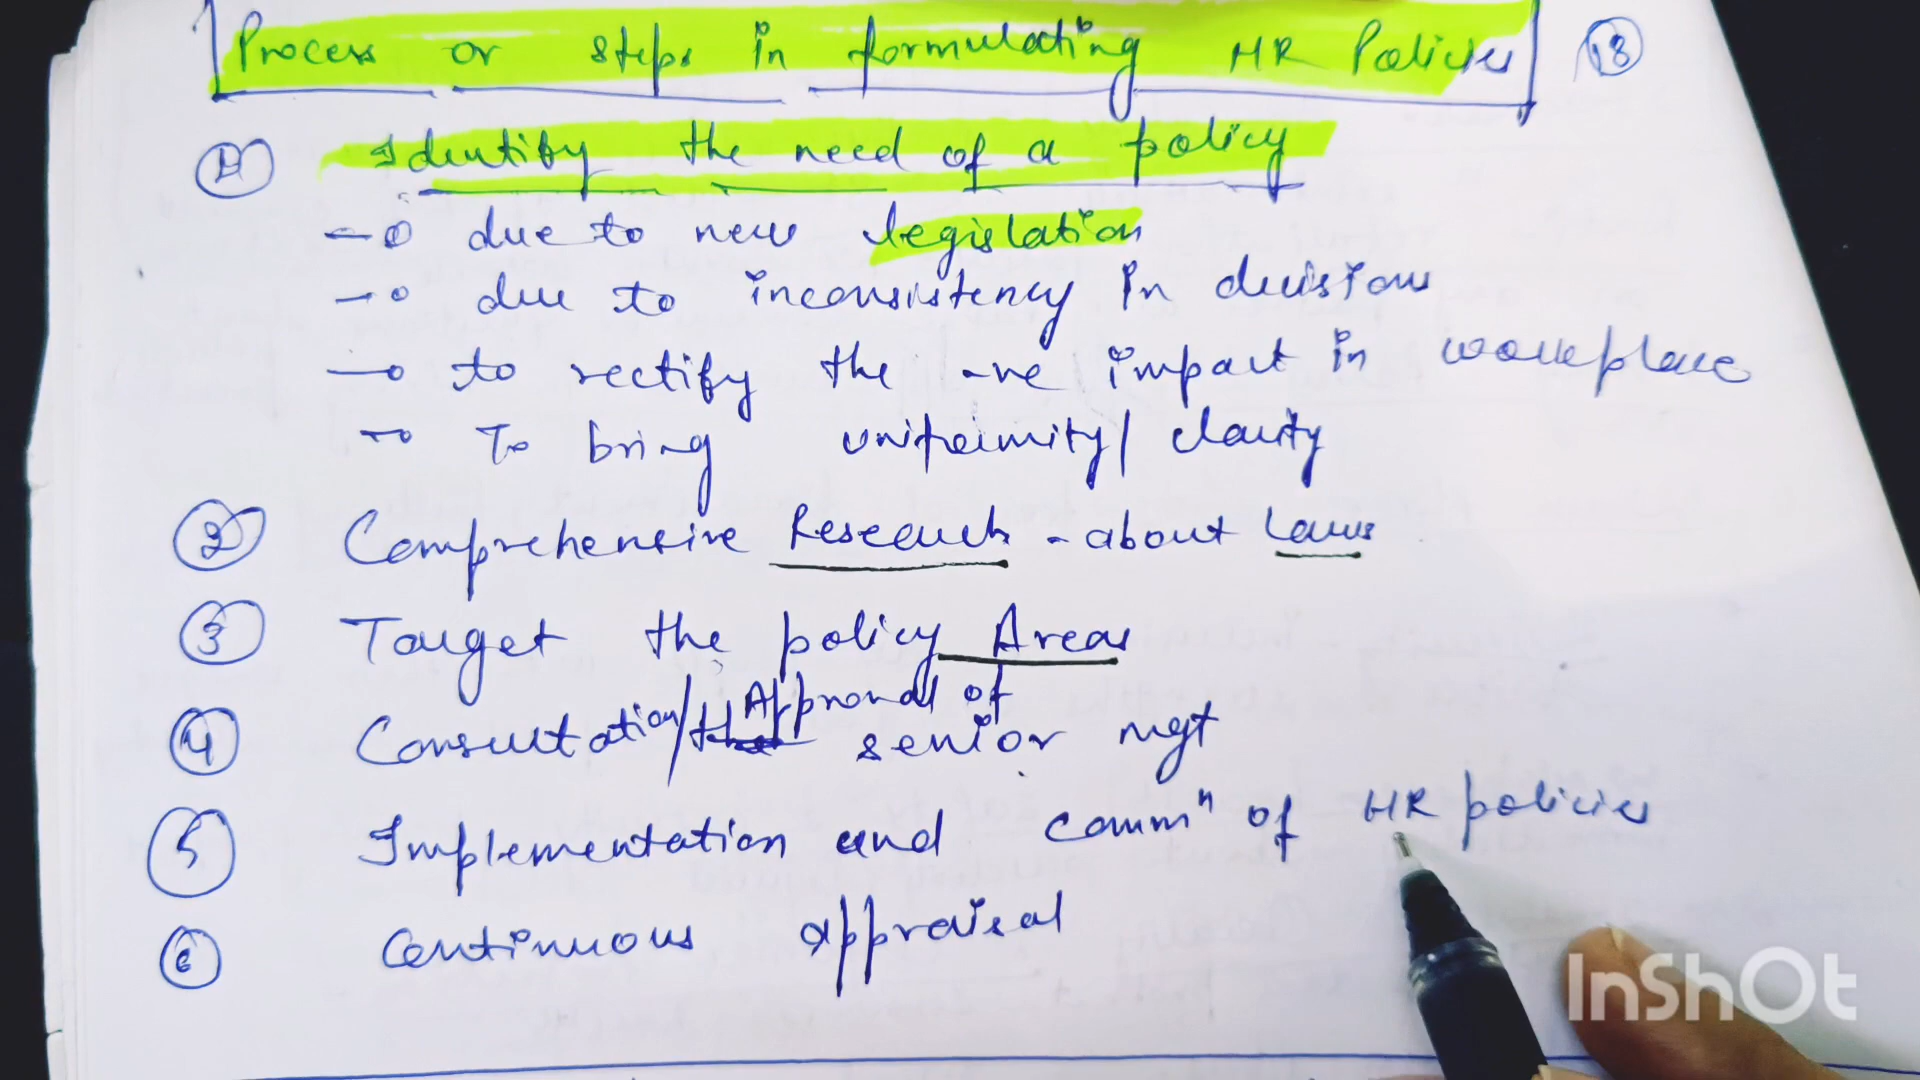 Process or steps in formulating HR Policies 18
1 Identify the need of a policy
→ due to new legislation
→ due to inconsistency in decisions
→ to rectify the -ve impact in workplace
→ To bring uniformity/clarity
2 Comprehensive Research - about Laws
3 Target the policy Areas
4 Consultation/Approval of senior mgt
5 Implementation and commⁿ of HR policies
6 Continuous appraisal
InShOt